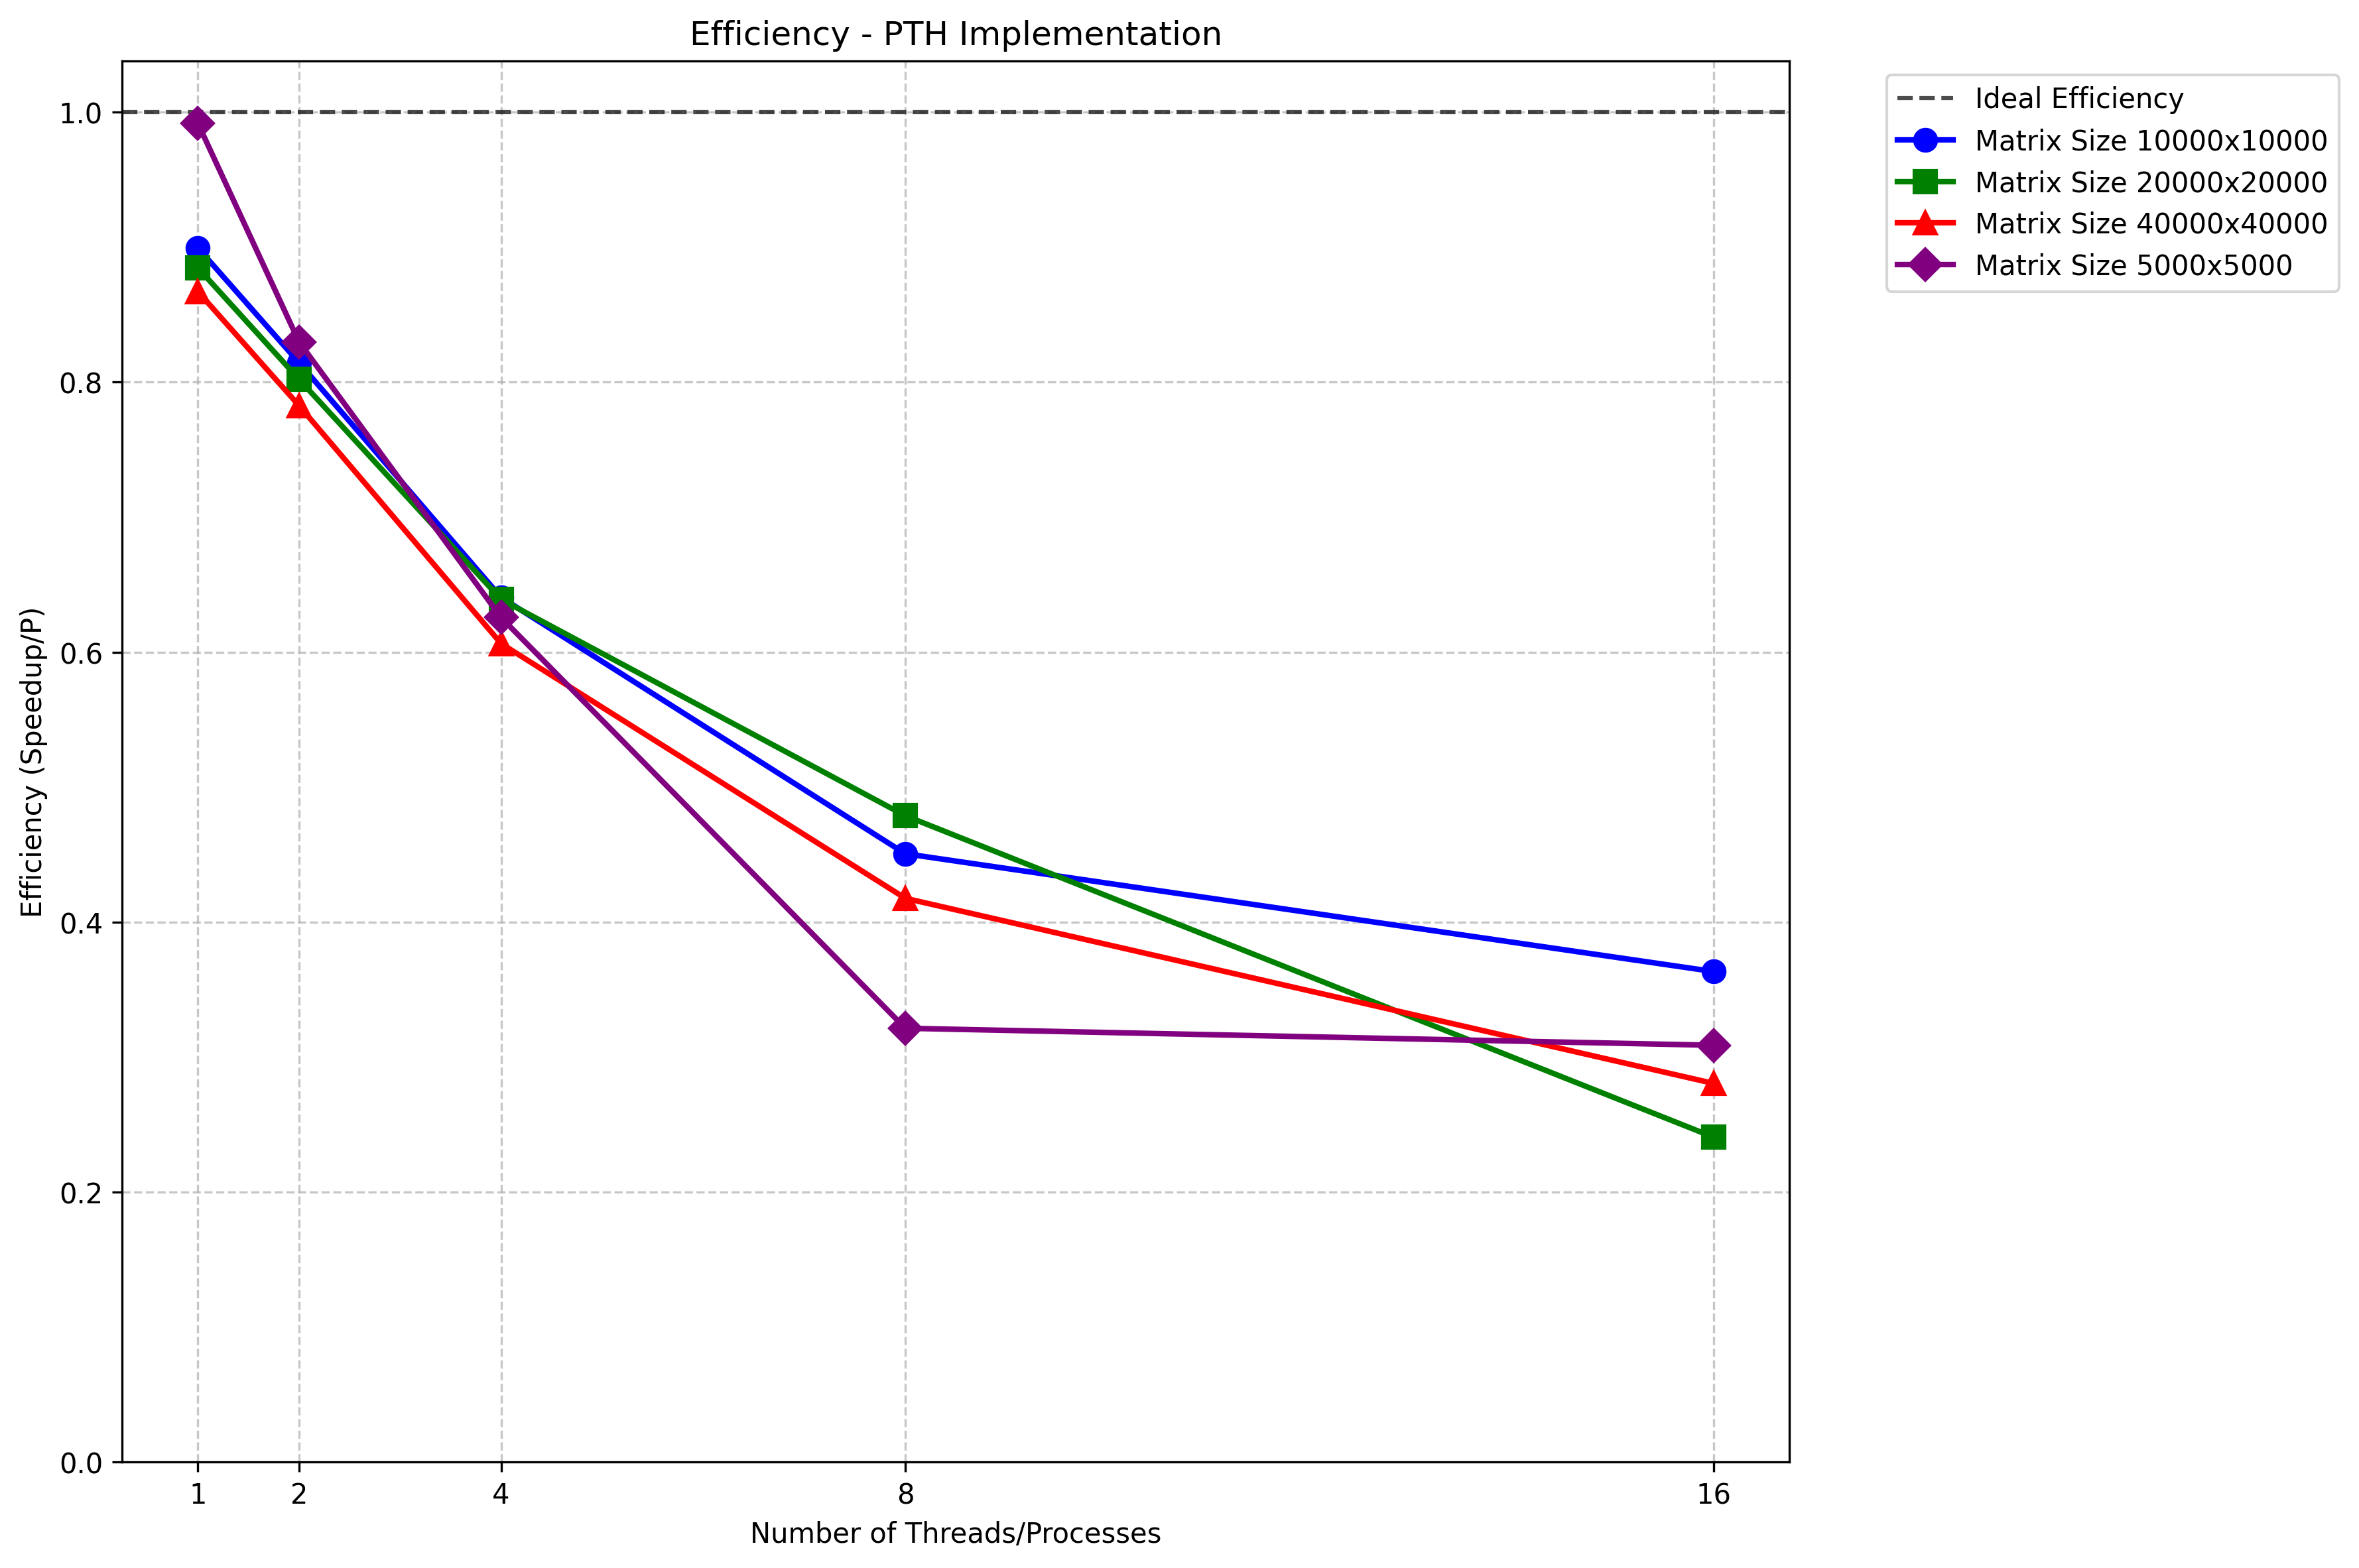 Efficiency - PTH Implementation
Ideal Efficiency
Matrix Size 10000x10000
Matrix Size 20000x20000
Matrix Size 40000x40000
Matrix Size 5000x5000
Efficiency (Speedup/P)
1.0
0.8
0.6
0.4
0.2
0.0
1 2 4 8 16
Number of Threads/Processes